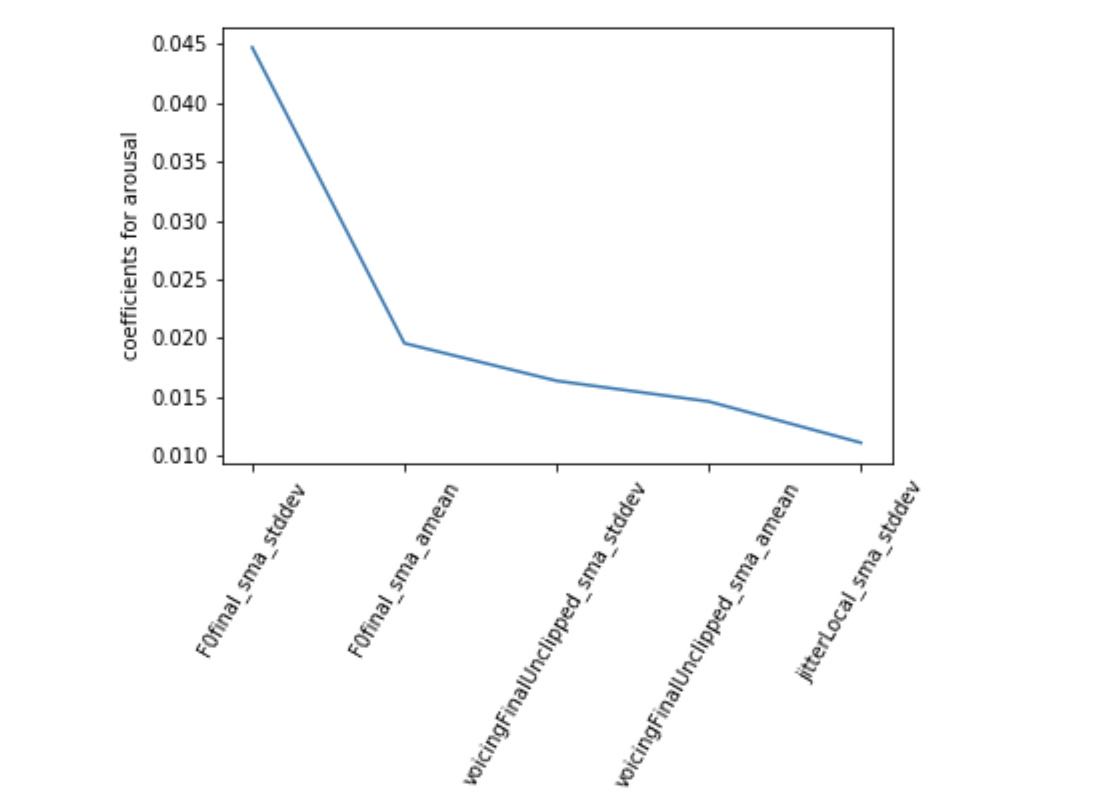 0.045
0.040
0.035
0.030
0.025
0.020
0.015
0.010
coefficients for arousal
F0final_sma_stddev
F0final_sma_amean
voicingFinalUnclipped_sma_stddev
voicingFinalUnclipped_sma_amean
jitterLocal_sma_stddev